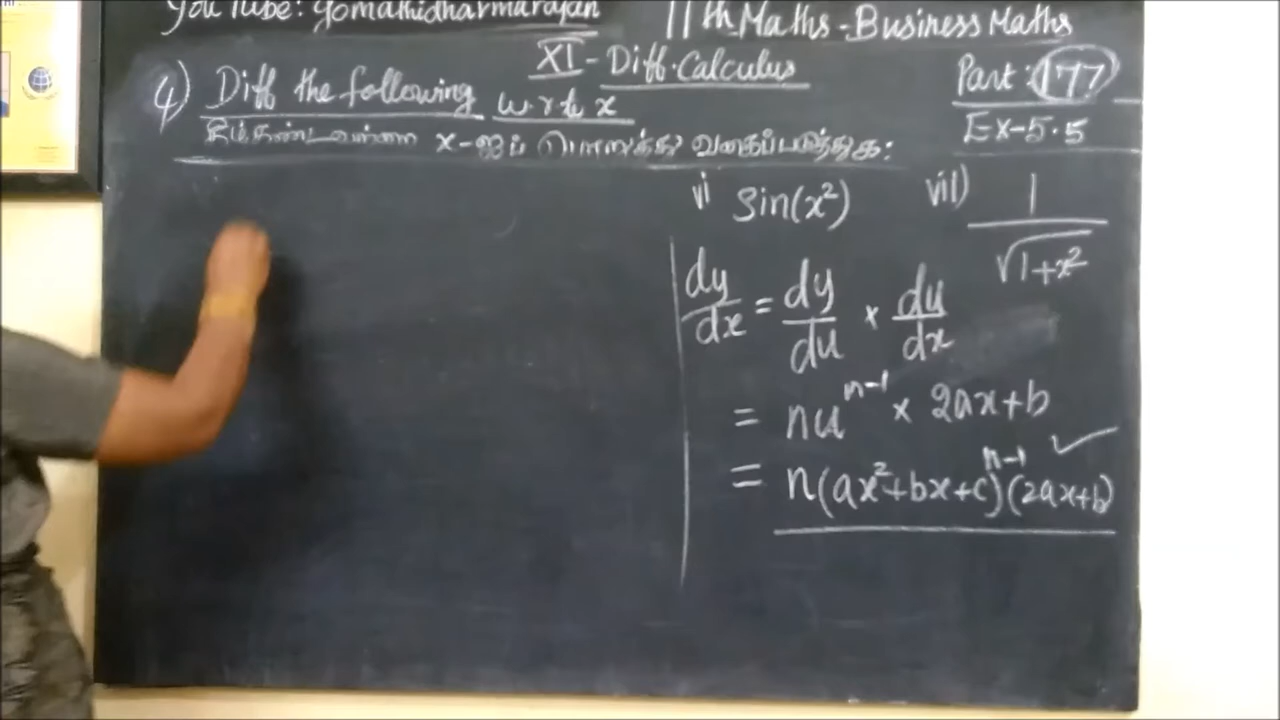 YouTube: gomathidharmarajan
11th Maths-Business Maths
XI-Diff.Calculus
Part: 177
Ex-5.5
4) Diff the following w.r.to x
x-ஐப் பொறுத்து வகைப்படுத்துக:
vi sin(x²)
vii) 1/√1+x²
dy/dx = dy/du × du/dx
= nu^n-1 × 2ax+b
= n(ax²+bx+c)^n-1 (2ax+b) ✓